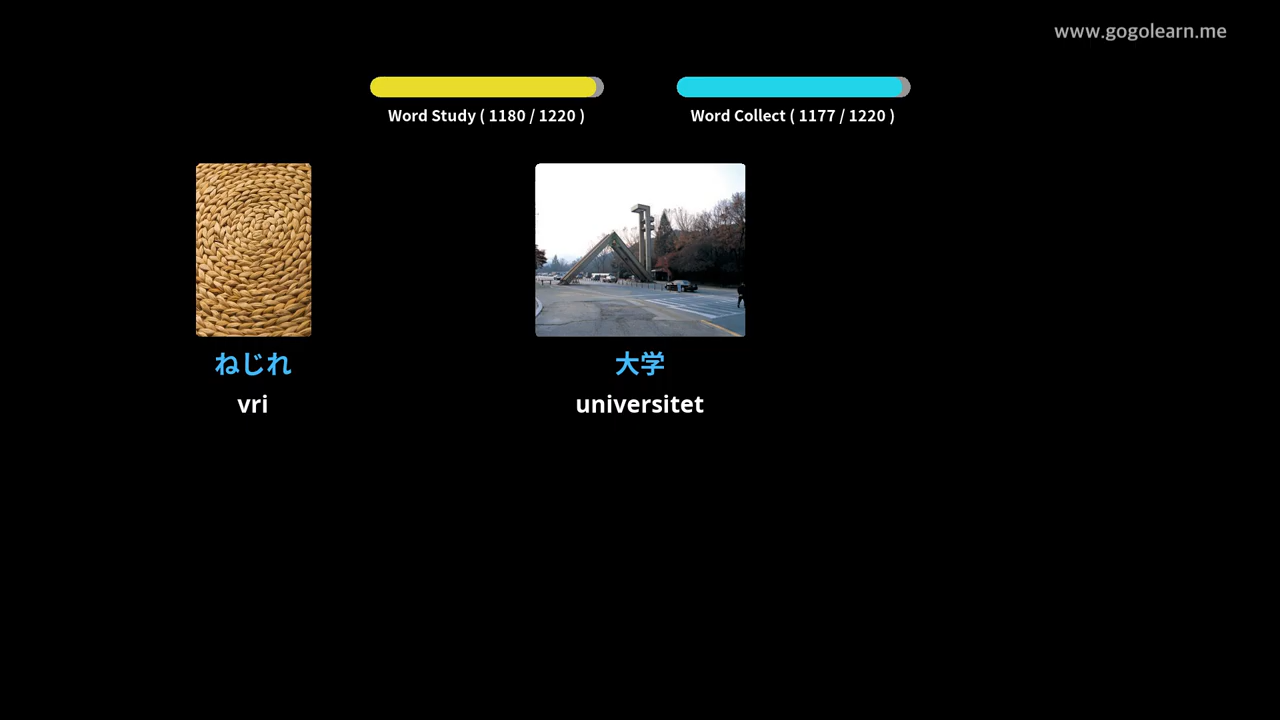 www.gogolearn.me
Word Study ( 1180 / 1220 )
Word Collect ( 1177 / 1220 )
ねじれ
vri
大学
universitet